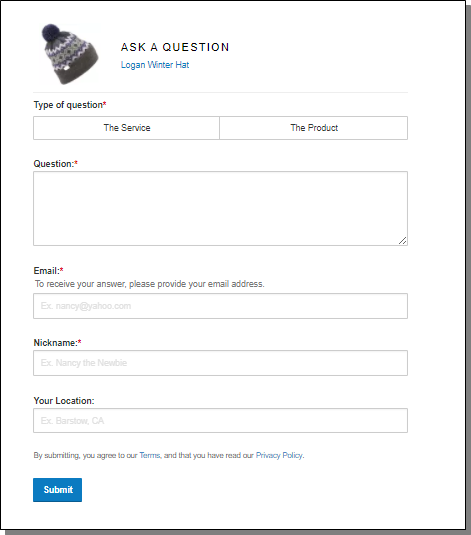 ASK A QUESTION
Logan Winter Hat
Type of question*
The Service
The Product
Question:*
Email:*
To receive your answer, please provide your email address.
Ex. nancy@yahoo.com
Nickname:*
Ex. Nancy the Newbie
Your Location:
Ex. Barstow, CA
By submitting, you agree to our Terms, and that you have read our Privacy Policy.
Submit